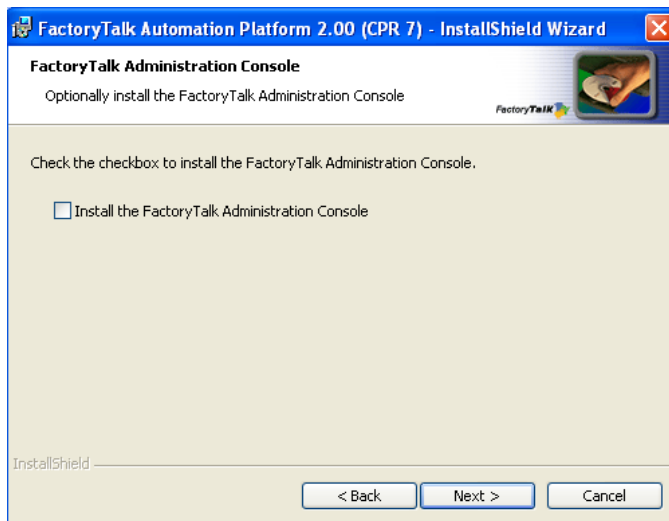 FactoryTalk Automation Platform 2.00 (CPR 7) - InstallShield Wizard
FactoryTalk Administration Console
Optionally install the FactoryTalk Administration Console
FactoryTalk
Check the checkbox to install the FactoryTalk Administration Console.
Install the FactoryTalk Administration Console
InstallShield
< Back Next > Cancel